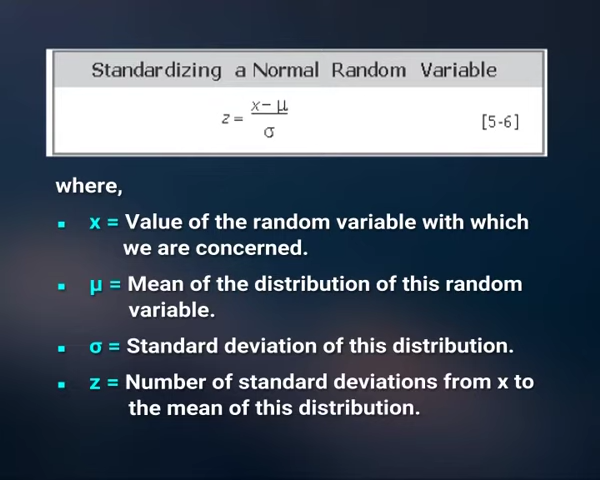 Standardizing a Normal Random Variable
z = x – μ / σ [5-6]
where,
▪ x = Value of the random variable with which
we are concerned.
▪ μ = Mean of the distribution of this random
variable.
▪ σ = Standard deviation of this distribution.
▪ z = Number of standard deviations from x to
the mean of this distribution.